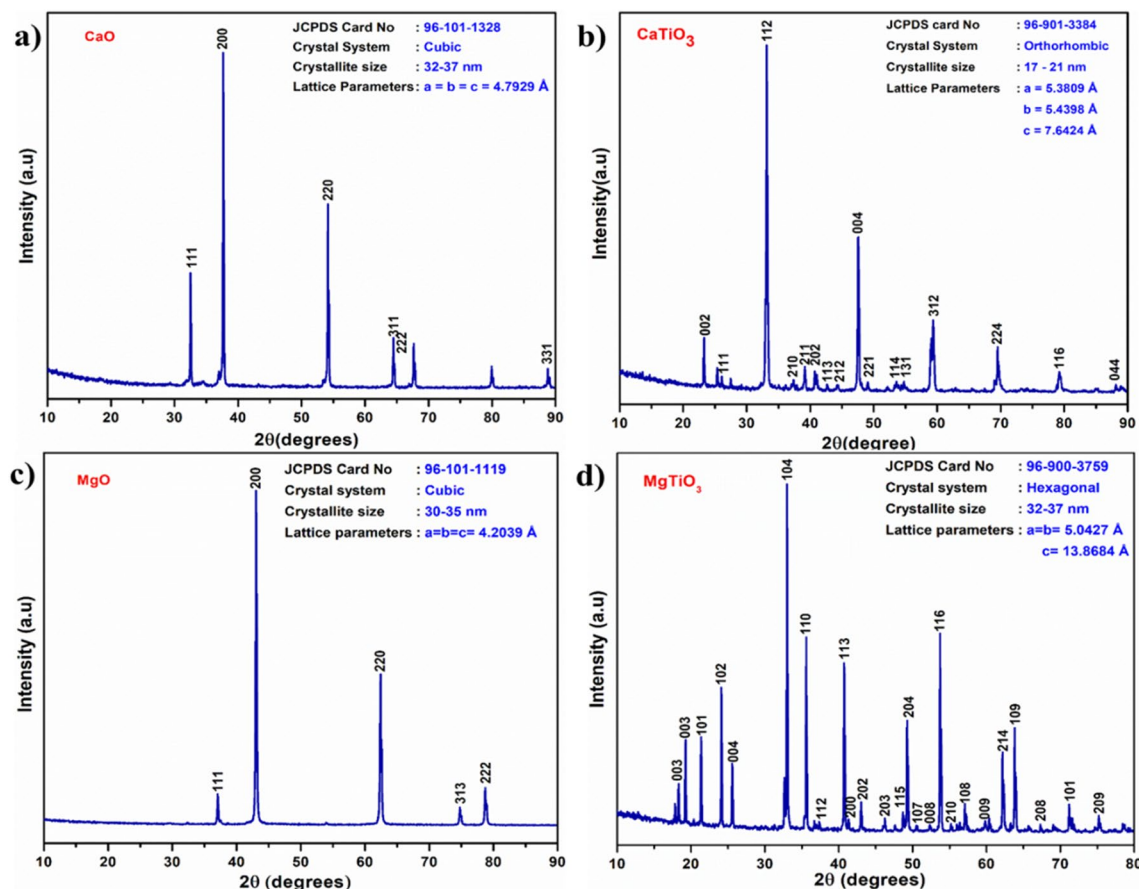 a)
CaO
JCPDS Card No : 96-101-1328
Crystal System : Cubic
Crystallite size : 32-37 nm
Lattice Parameters : a = b = c = 4.7929 Å
111
200
220
311
222
331
Intensity (a.u)
10 20 30 40 50 60 70 80 90
2θ(degrees)
b)
CaTiO3
JCPDS card No : 96-901-3384
Crystal System : Orthorhombic
Crystallite size : 17 - 21 nm
Lattice Parameters : a = 5.3809 Å
b = 5.4398 Å
c = 7.6424 Å
002
111
112
210
211
202
113
212
004
221
114
131
312
224
116
044
Intensity(a.u)
10 20 30 40 50 60 70 80 90
2θ(degree)
c)
MgO
JCPDS Card No : 96-101-1119
Crystal system : Cubic
Crystallite size : 30-35 nm
Lattice parameters : a=b=c= 4.2039 Å
111
200
220
313
222
Intensity (a.u)
10 20 30 40 50 60 70 80 90
2θ (degrees)
d)
MgTiO3
JCPDS Card No : 96-900-3759
Crystal system : Hexagonal
Crystallite size : 32-37 nm
Lattice parameters : a=b= 5.0427 Å
c= 13.8684 Å
003
003
101
102
004
104
110
112
113
200
202
203
115
204
107
008
210
116
108
009
214
109
208
101
209
Intensity (a.u)
10 20 30 40 50 60 70 80
2θ (degrees)